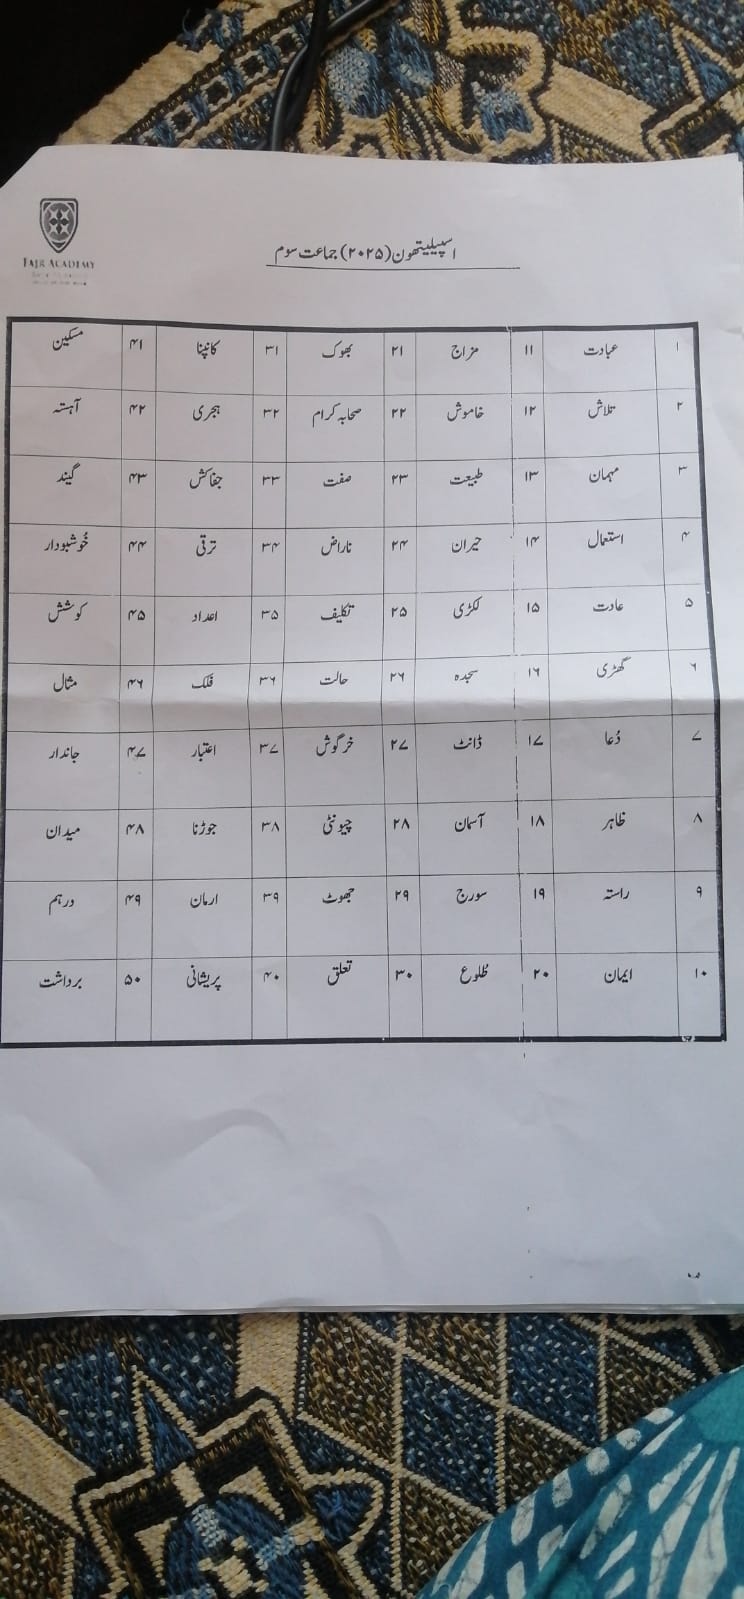 FAJR ACADEMY
اسپیلیتھون (۲۰۲۵) جماعت سوم
۱ عبادت ۱۱ مزاج ۲۱ بھوک ۳۱ کانپنا ۴۱ مسکین
۲ تلاش ۱۲ خاموش ۲۲ صحابہ کرام ۳۲ ہجری ۴۲ آہستہ
۳ مہمان ۱۳ طبیعت ۲۳ صفت ۳۳ جفاکش ۴۳ گیند
۴ استعمال ۱۴ حیران ۲۴ ناراض ۳۴ ترقی ۴۴ خُوشبودار
۵ عادت ۱۵ لکڑی ۲۵ تکلیف ۳۵ اعداد ۴۵ کوشش
۶ گھڑی ۱۶ سجدہ ۲۶ حالت ۳۶ فلک ۴۶ مثال
۷ دُعا ۱۷ ڈانٹ ۲۷ خرگوش ۳۷ اعتبار ۴۷ جاندار
۸ ظاہر ۱۸ آسمان ۲۸ چیونٹی ۳۸ جوڑنا ۴۸ میدان
۹ راستہ ۱۹ سورج ۲۹ جھوٹ ۳۹ ارمان ۴۹ درہم
۱۰ ایمان ۲۰ طُلوع ۳۰ تعلق ۴۰ پریشانی ۵۰ برداشت